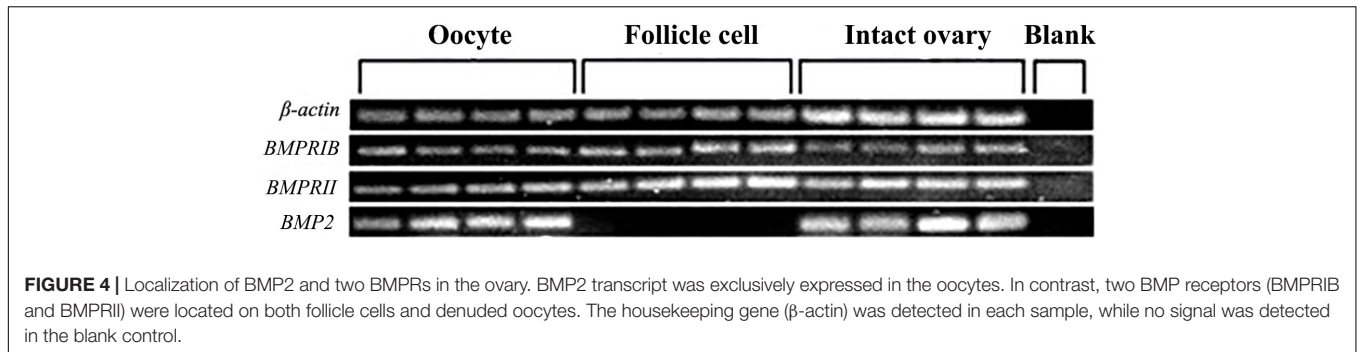 Oocyte Follicle cell Intact ovary Blank
β-actin
BMPRIB
BMPRII
BMP2
FIGURE 4 | Localization of BMP2 and two BMPRs in the ovary. BMP2 transcript was exclusively expressed in the oocytes. In contrast, two BMP receptors (BMPRIB
and BMPRII) were located on both follicle cells and denuded oocytes. The housekeeping gene (β-actin) was detected in each sample, while no signal was detected
in the blank control.